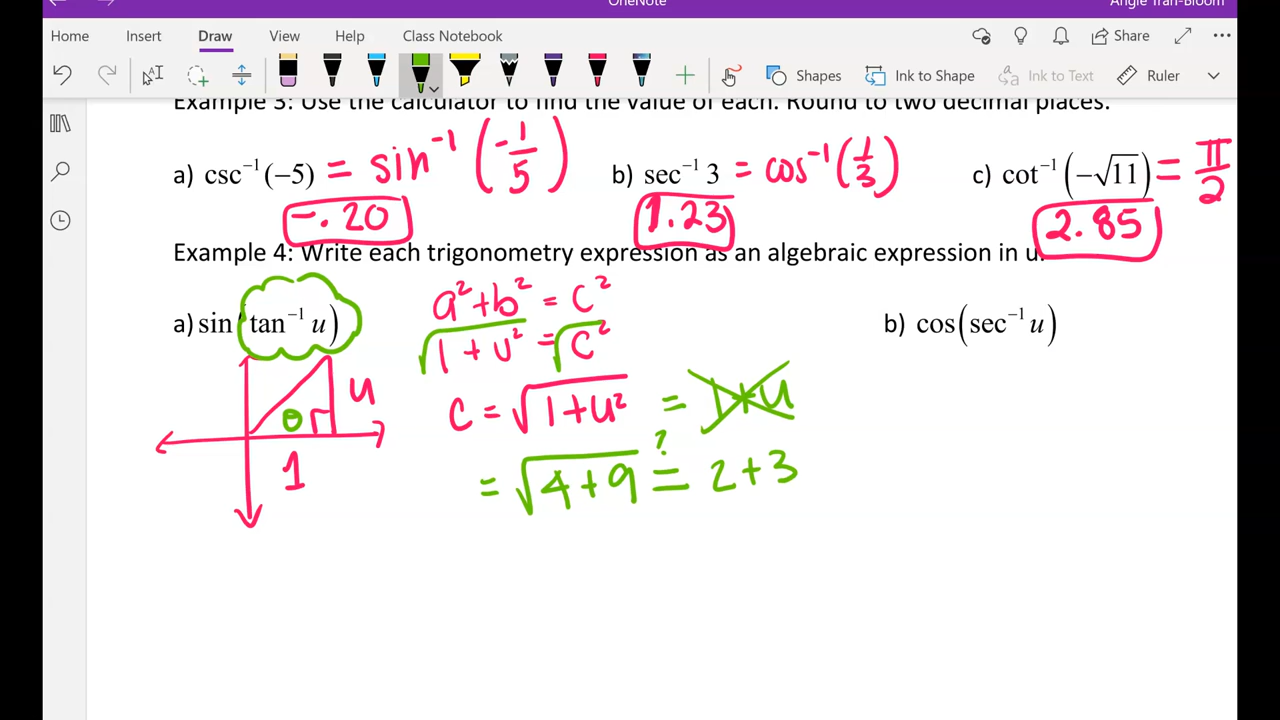 OneNote
Angie Tran-Bloom
Home Insert Draw View Help Class Notebook Share
Shapes Ink to Shape Ink to Text Ruler
Example 3: Use the calculator to find the value of each. Round to two decimal places.
a) csc⁻¹(−5) = sin⁻¹(-1/5) b) sec⁻¹ 3 = cos⁻¹(1/3) c) cot⁻¹(−√11) = π/2
-.20 1.23 2.85
Example 4: Write each trigonometry expression as an algebraic expression in u.
a) sin(tan⁻¹ u) a² + b² = c² b) cos(sec⁻¹ u)
√(1 + u²) = √(c²)
u c = √(1 + u²) = 1 + u
θ
1 = √(4 + 9) ≟ 2 + 3